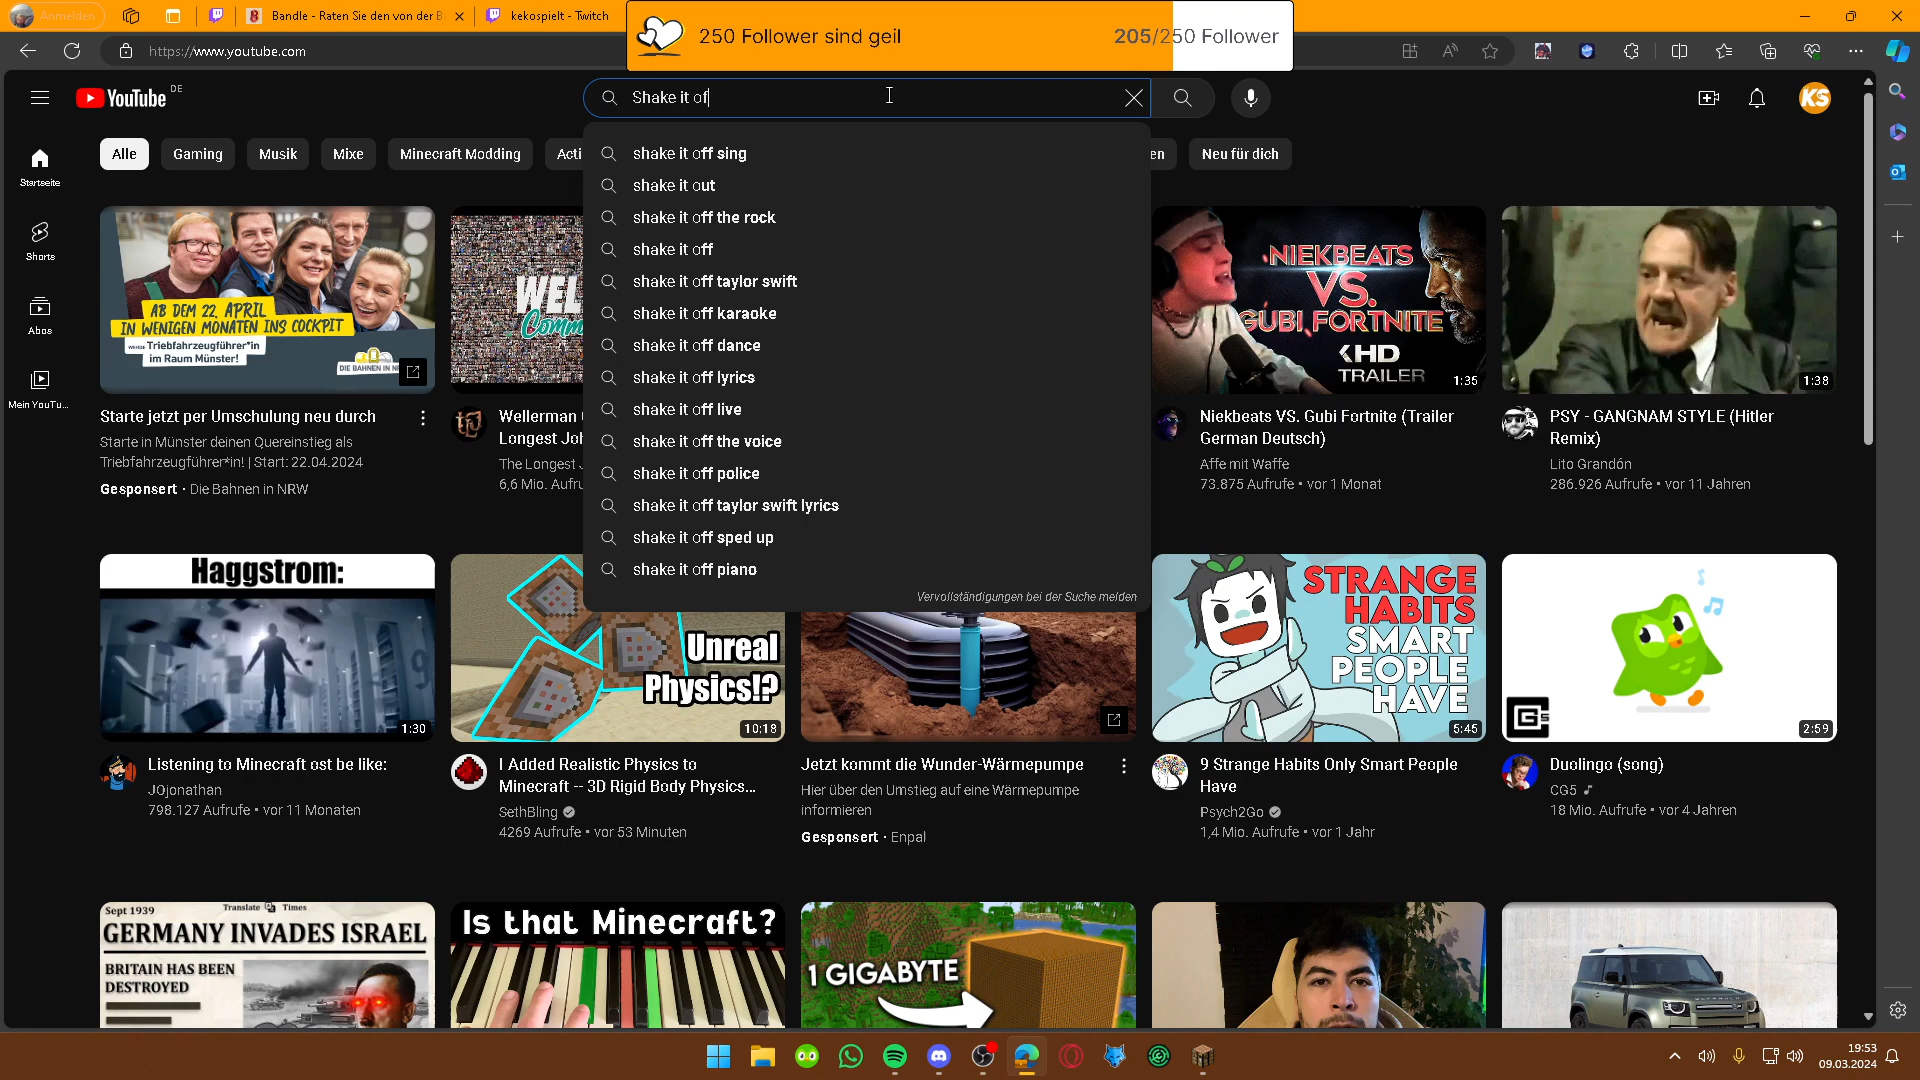 Anmelden
Bandle - Raten Sie den von der B
kekospielt - Twitch
250 Follower sind geil
205/250 Follower
https://www.youtube.com
YouTube DE
Shake it of
KS
Alle
Gaming
Musik
Mixe
Minecraft Modding
Acti
en
Neu für dich
Startseite
Shorts
Abos
Mein YouTu...
shake it off sing
shake it out
shake it off the rock
shake it off
shake it off taylor swift
shake it off karaoke
shake it off dance
shake it off lyrics
shake it off live
shake it off the voice
shake it off police
shake it off taylor swift lyrics
shake it off sped up
shake it off piano
Vervollständigungen bei der Suche melden
AB DEM 22. APRIL
IN WENIGEN MONATEN INS COCKPIT
WERDE Triebfahrzeugführer*in
im Raum Münster!
DIE BAHNEN IN NR
Starte jetzt per Umschulung neu durch
Starte in Münster deinen Quereinstieg als
Triebfahrzeugführer*in! | Start: 22.04.2024
Gesponsert · Die Bahnen in NRW
WEL
Comm
Wellerman
Longest Joh
The Longest J
6,6 Mio. Aufru
NIEKBEATS
VS.
GUBI FORTNITE
KHD
TRAILER
1:35
Niekbeats VS. Gubi Fortnite (Trailer
German Deutsch)
Affe mit Waffe
73.875 Aufrufe • vor 1 Monat
1:38
PSY - GANGNAM STYLE (Hitler
Remix)
Lito Grandón
286.926 Aufrufe • vor 11 Jahren
Haggstrom:
1:30
Listening to Minecraft ost be like:
JOjonathan
798.127 Aufrufe • vor 11 Monaten
Unreal
Physics!?
10:18
I Added Realistic Physics to
Minecraft -- 3D Rigid Body Physics...
SethBling
4269 Aufrufe • vor 53 Minuten
Jetzt kommt die Wunder-Wärmepumpe
Hier über den Umstieg auf eine Wärmepumpe
informieren
Gesponsert · Enpal
STRANGE
HABITS
SMART
PEOPLE
HAVE
5:45
9 Strange Habits Only Smart People
Have
Psych2Go
1,4 Mio. Aufrufe • vor 1 Jahr
2:59
Duolingo (song)
CG5
18 Mio. Aufrufe • vor 4 Jahren
Sept 1939
Translate Times
GERMANY INVADES ISRAEL
BRITAIN HAS BEEN
DESTROYED
Is that Minecraft?
1 GIGABYTE
19:53
09.03.2024